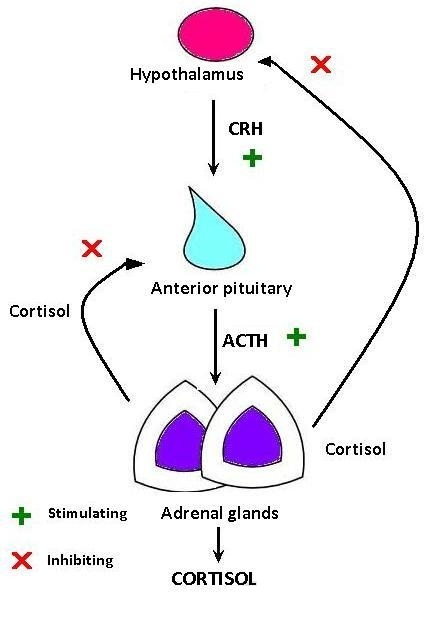 Hypothalamus
CRH
Anterior pituitary
Cortisol
ACTH
Cortisol
Stimulating
Adrenal glands
Inhibiting
CORTISOL